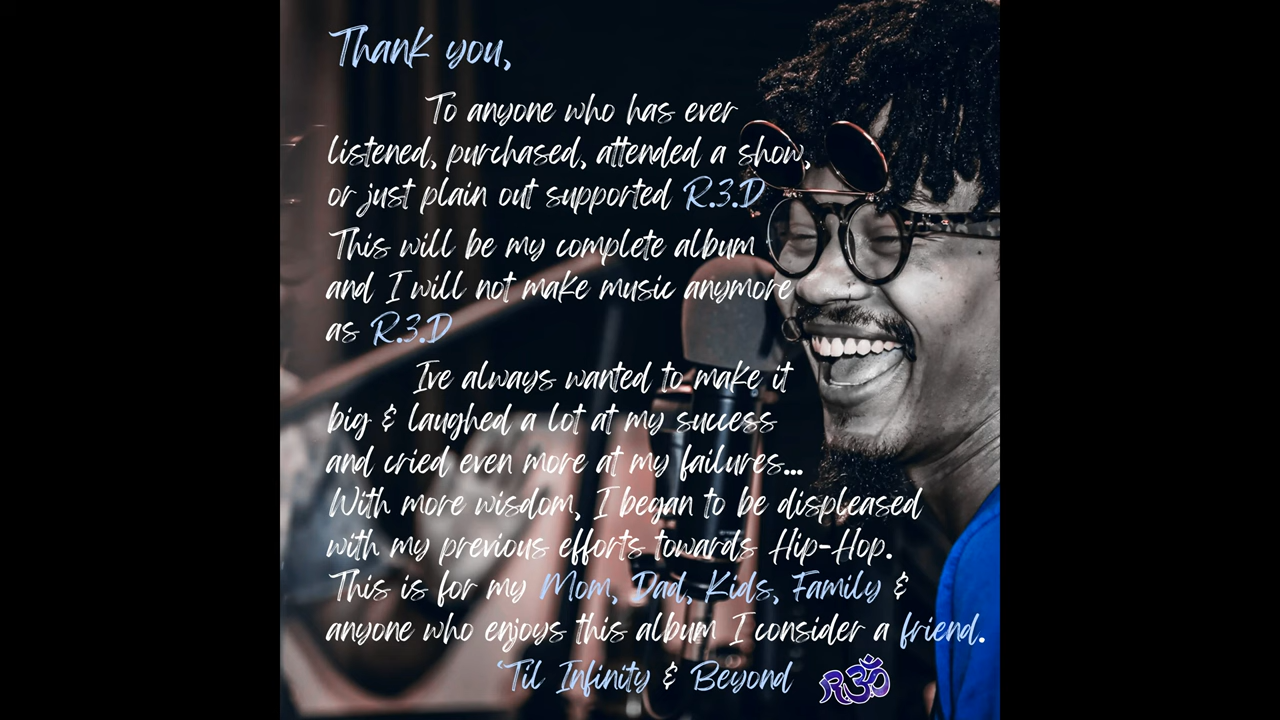 Thank you,
To anyone who has ever
listened, purchased, attended a show,
or just plain out supported R.3.D
This will be my complete album
and I will not make music anymore
as R.3.D
Ive always wanted to make it
big & laughed a lot at my success
and cried even more at my failures...
With more wisdom, I began to be displeased
with my previous efforts towards Hip-Hop.
This is for my Mom, Dad, Kids, Family &
anyone who enjoys this album I consider a friend.
'Til Infinity & Beyond